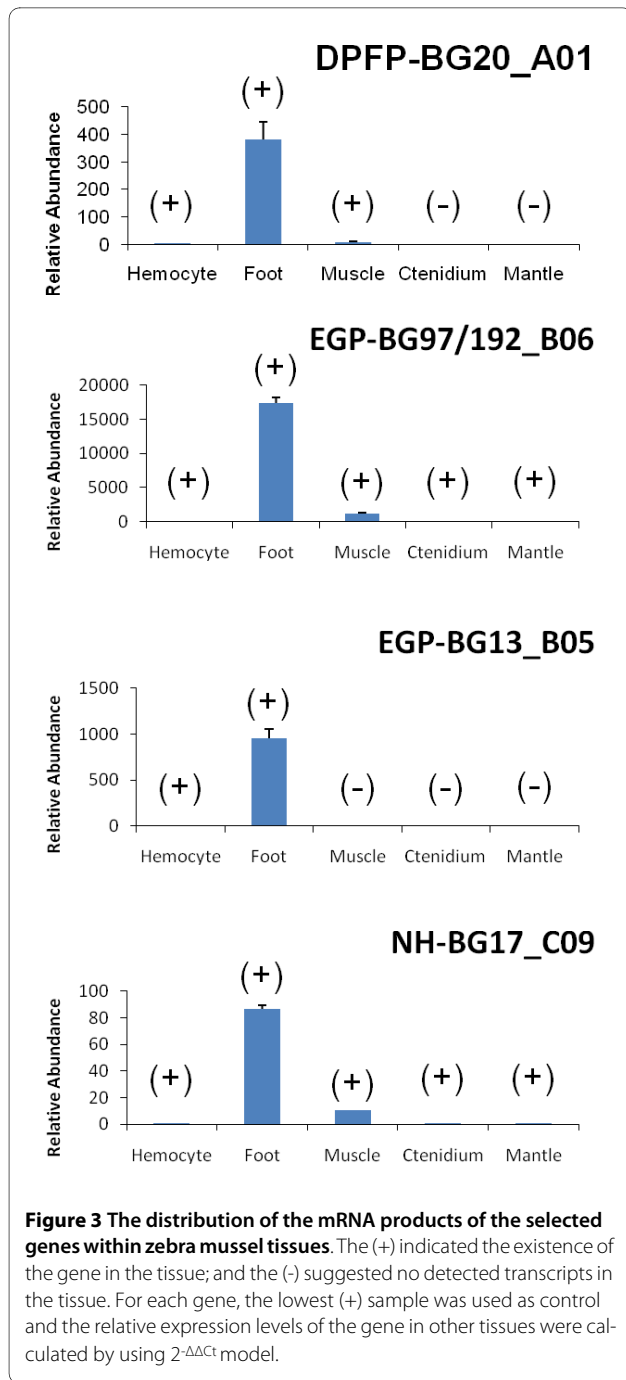 DPFP-BG20_A01
Relative Abundance
500
400
300
200
100
0
(+)
(+)
(+)
(-)
(-)
Hemocyte Foot Muscle Ctenidium Mantle
EGP-BG97/192_B06
Relative Abundance
20000
15000
10000
5000
0
(+)
(+)
(+)
(+)
(+)
Hemocyte Foot Muscle Ctenidium Mantle
EGP-BG13_B05
Relative Abundance
1500
1000
500
0
(+)
(+)
(-)
(-)
(-)
Hemocyte Foot Muscle Ctenidium Mantle
NH-BG17_C09
Relative Abundance
100
80
60
40
20
0
(+)
(+)
(+)
(+)
(+)
Hemocyte Foot Muscle Ctenidium Mantle
Figure 3 The distribution of the mRNA products of the selected
genes within zebra mussel tissues. The (+) indicated the existence of
the gene in the tissue; and the (-) suggested no detected transcripts in
the tissue. For each gene, the lowest (+) sample was used as control
and the relative expression levels of the gene in other tissues were cal-
culated by using 2-ΔΔCt model.